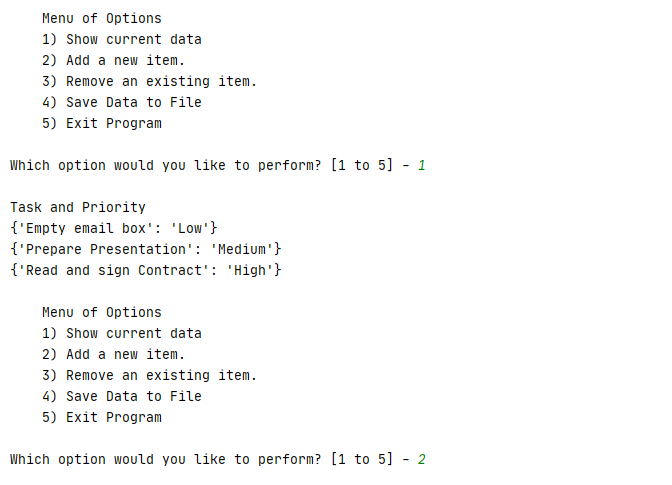 Menu of Options
1) Show current data
2) Add a new item.
3) Remove an existing item.
4) Save Data to File
5) Exit Program
Which option would you like to perform? [1 to 5] - 1
Task and Priority
{'Empty email box': 'Low'}
{'Prepare Presentation': 'Medium'}
{'Read and sign Contract': 'High'}
Menu of Options
1) Show current data
2) Add a new item.
3) Remove an existing item.
4) Save Data to File
5) Exit Program
Which option would you like to perform? [1 to 5] - 2